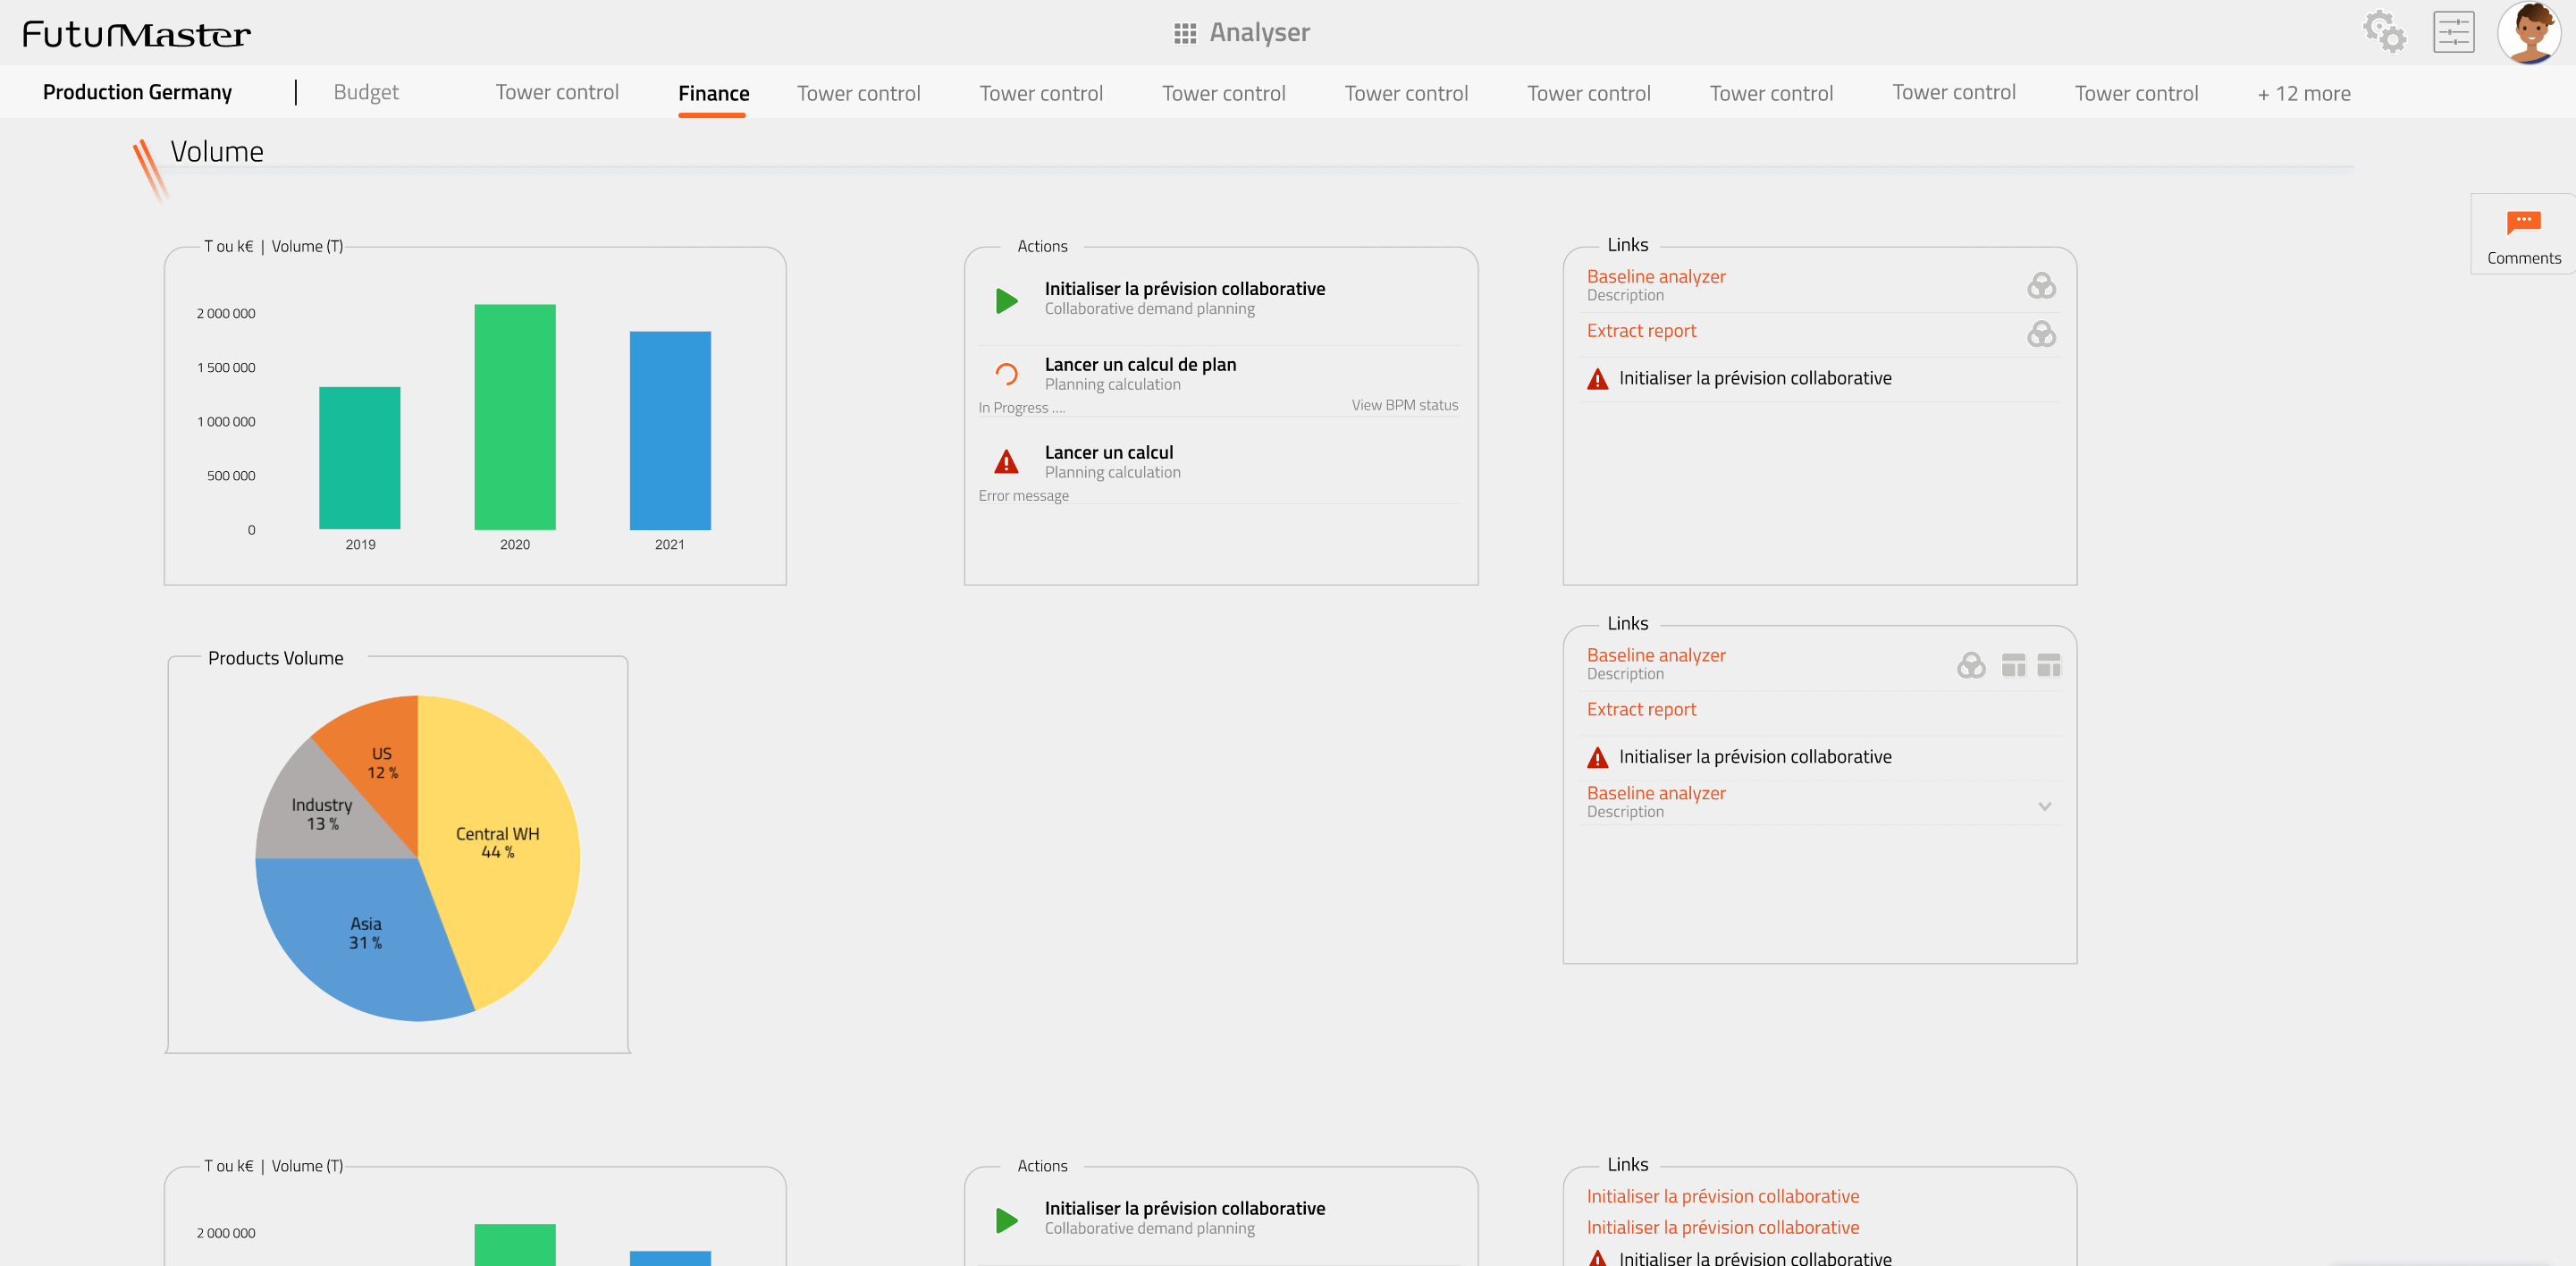 FuturMaster
Analyser
Production Germany | Budget Tower control Finance Tower control Tower control Tower control Tower control Tower control Tower control Tower control Tower control + 12 more
Volume
Comments
T ou k€ | Volume (T)
2 000 000
1 500 000
1 000 000
500 000
0
2019 2020 2021
Actions
Initialiser la prévision collaborative
Collaborative demand planning
Lancer un calcul de plan
Planning calculation
In Progress .... View BPM status
Lancer un calcul
Planning calculation
Error message
Links
Baseline analyzer
Description
Extract report
Initialiser la prévision collaborative
Products Volume
US
12 %
Industry
13 %
Central WH
44 %
Asia
31 %
Links
Baseline analyzer
Description
Extract report
Initialiser la prévision collaborative
Baseline analyzer
Description
T ou k€ | Volume (T)
2 000 000
Actions
Initialiser la prévision collaborative
Collaborative demand planning
Links
Initialiser la prévision collaborative
Initialiser la prévision collaborative
Initialiser la prévision collaborative